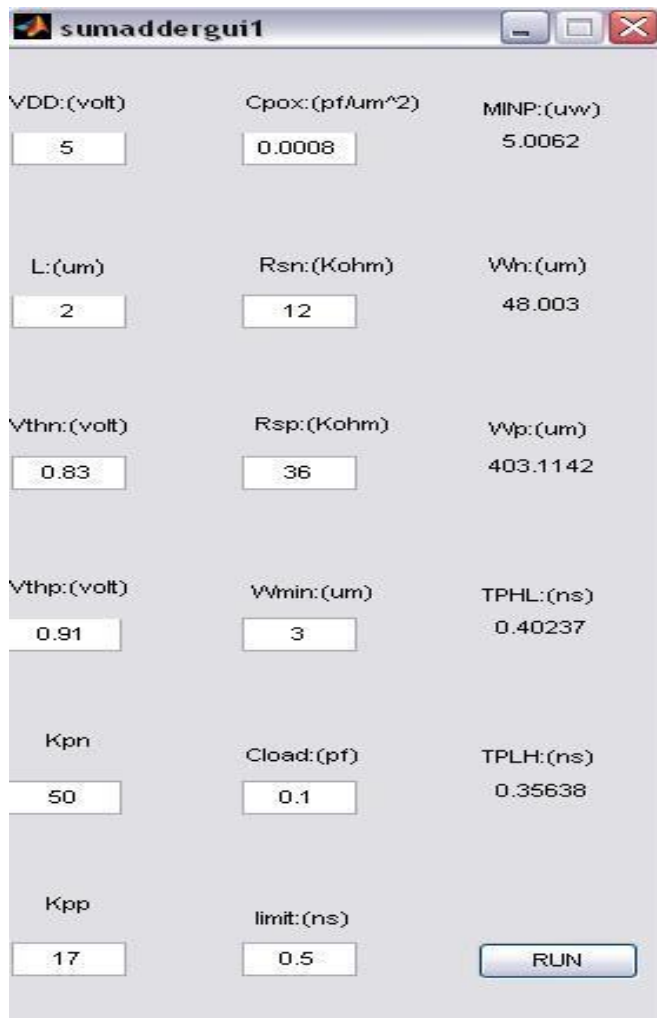 sumaddergui1
VDD:(volt) Cpox:(pf/um^2) MINP:(uw)
5 0.0008 5.0062
L:(um) Rsn:(Kohm) Wn:(um)
2 12 48.003
Vthn:(volt) Rsp:(Kohm) Wp:(um)
0.83 36 403.1142
Vthp:(volt) Wmin:(um) TPHL:(ns)
0.91 3 0.40237
Kpn Cload:(pf) TPLH:(ns)
50 0.1 0.35638
Kpp limit:(ns)
17 0.5 RUN